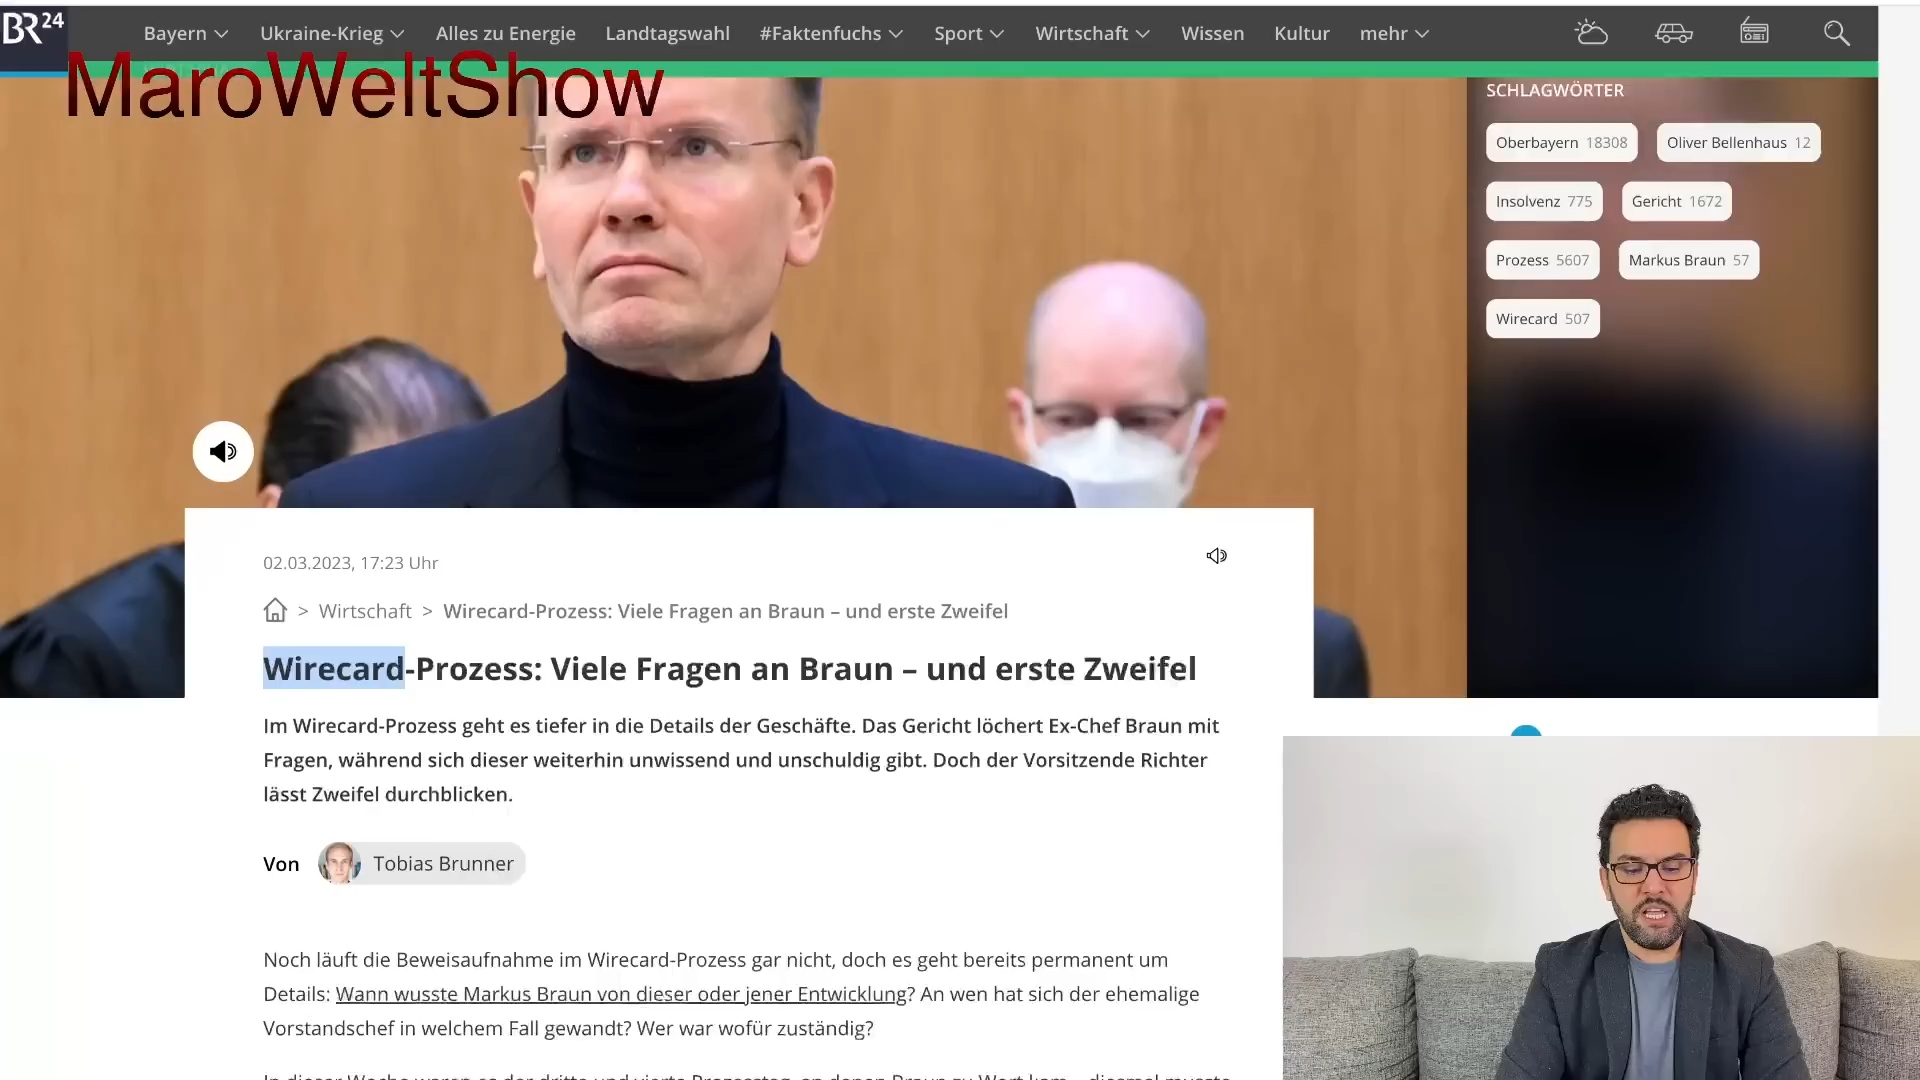 BR24
Bayern
Ukraine-Krieg
Alles zu Energie
Landtagswahl
#Faktenfuchs
Sport
Wirtschaft
Wissen
Kultur
mehr
MaroWeltShow
SCHLAGWÖRTER
Oberbayern 18308
Oliver Bellenhaus 12
Insolvenz 775
Gericht 1672
Prozess 5607
Markus Braun 57
Wirecard 507
02.03.2023, 17:23 Uhr
> Wirtschaft > Wirecard-Prozess: Viele Fragen an Braun – und erste Zweifel
Wirecard-Prozess: Viele Fragen an Braun – und erste Zweifel
Im Wirecard-Prozess geht es tiefer in die Details der Geschäfte. Das Gericht löchert Ex-Chef Braun mit
Fragen, während sich dieser weiterhin unwissend und unschuldig gibt. Doch der Vorsitzende Richter
lässt Zweifel durchblicken.
Von Tobias Brunner
Noch läuft die Beweisaufnahme im Wirecard-Prozess gar nicht, doch es geht bereits permanent um
Details: Wann wusste Markus Braun von dieser oder jener Entwicklung? An wen hat sich der ehemalige
Vorstandschef in welchem Fall gewandt? Wer war wofür zuständig?